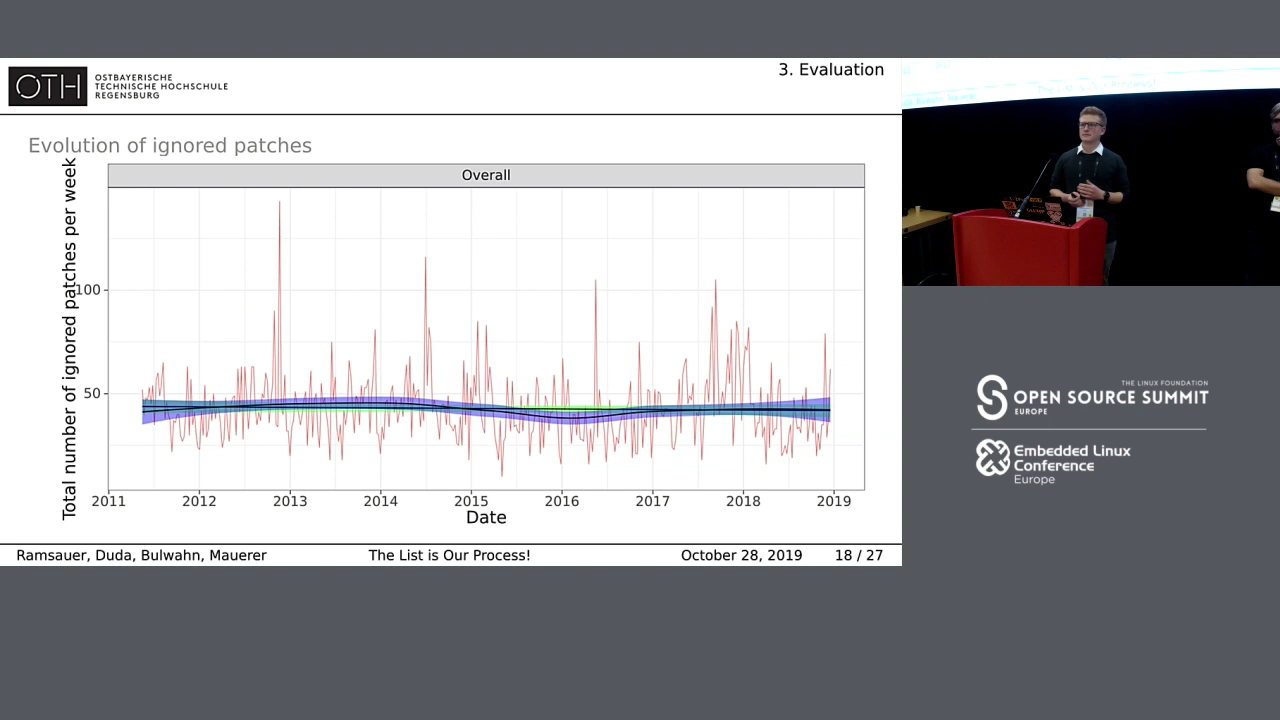 OTH
OSTBAYERISCHE
TECHNISCHE HOCHSCHULE
REGENSBURG
3. Evaluation
Evolution of ignored patches
Overall
Total number of ignored patches per week
100
50
2011 2012 2013 2014 2015 2016 2017 2018 2019
Date
Ramsauer, Duda, Bulwahn, Mauerer The List is Our Process! October 28, 2019 18 / 27
THE LINUX FOUNDATION
OPEN SOURCE SUMMIT
EUROPE
Embedded Linux
Conference
Europe